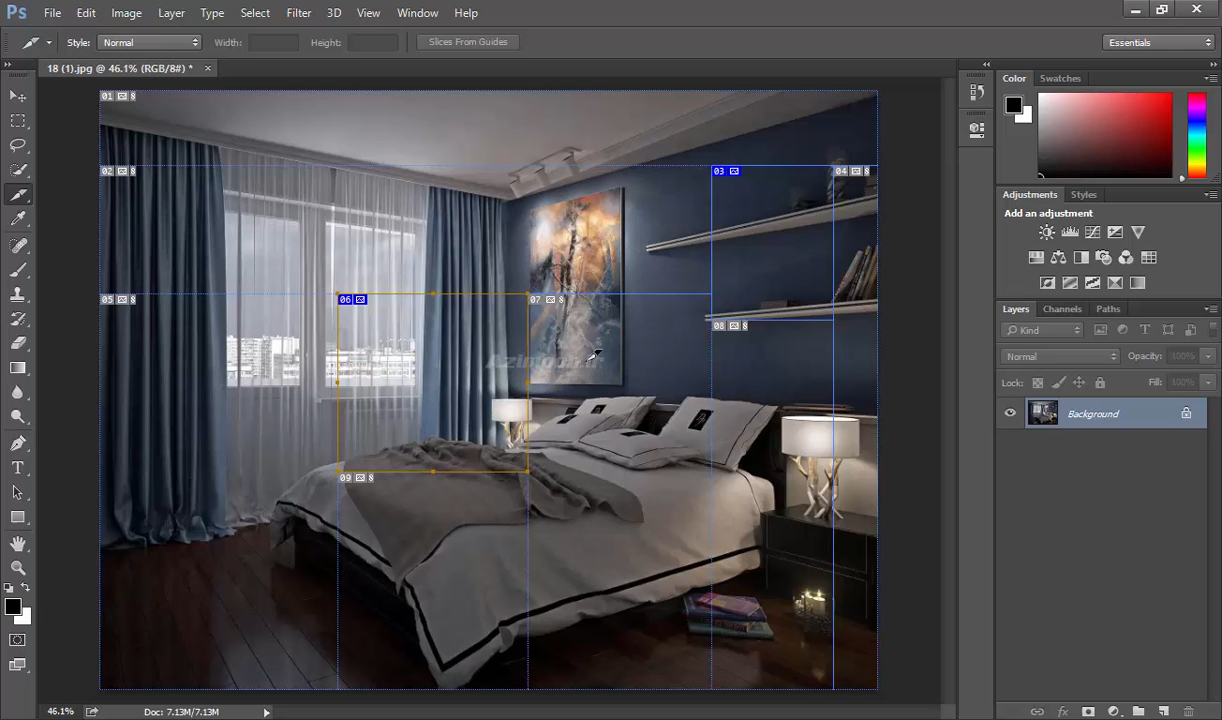 Ps File Edit Image Layer Type Select Filter 3D View Window Help
Style: Normal Width: Height: Slices From Guides Essentials
18 (1).jpg @ 46.1% (RGB/8#) * ×
Color Swatches
01
02
03
04
05
06
07
08
09
Adjustments Styles
Add an adjustment
Layers Channels Paths
Kind
Normal Opacity: 100%
Lock: Fill: 100%
Background
46.1% Doc: 7.13M/7.13M